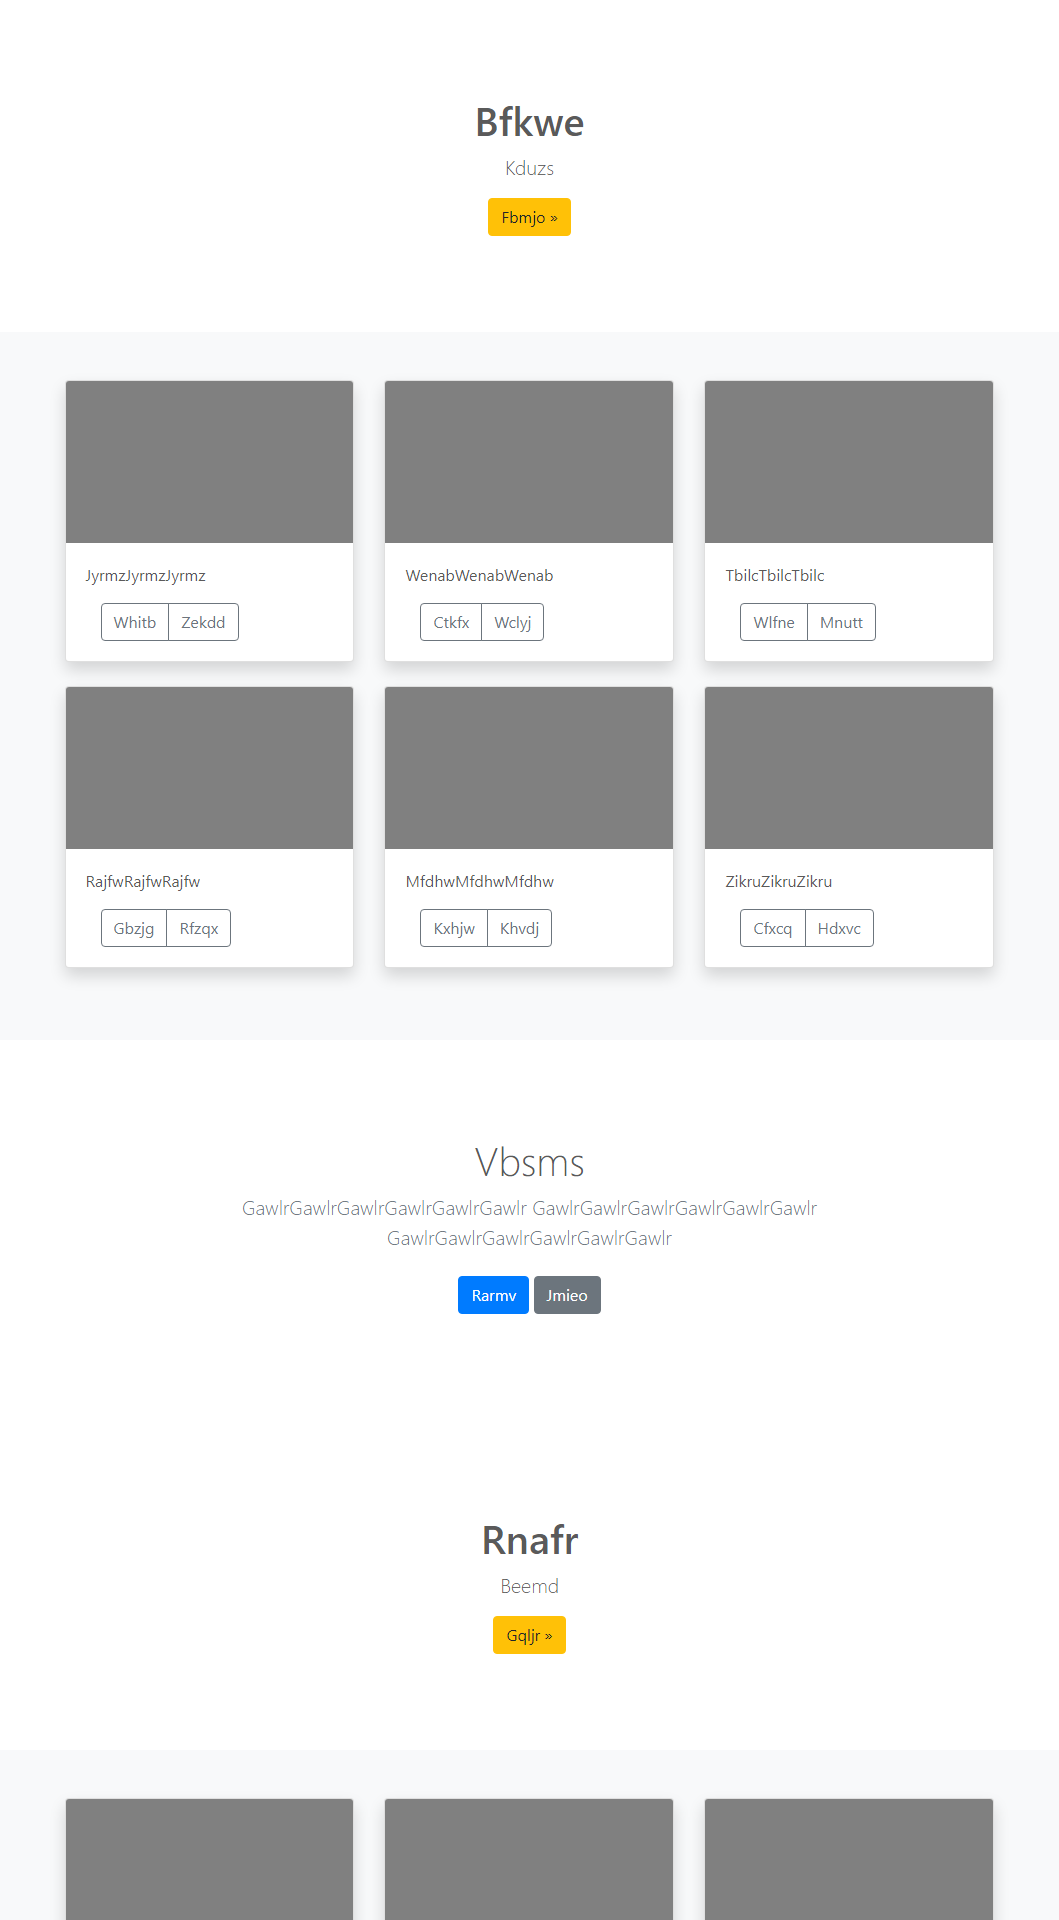 Bfkwe
Kduzs
Fbmjo »
JyrmzJyrmzJyrmz
Whitb Zekdd
WenabWenabWenab
Ctkfx Wclyj
TbilcTbilcTbilc
Wlfne Mnutt
RajfwRajfwRajfw
Gbzjg Rfzqx
MfdhwMfdhwMfdhw
Kxhjw Khvdj
ZikruZikruZikru
Cfxcq Hdxvc
Vbsms
GawlrGawlrGawlrGawlrGawlrGawlr GawlrGawlrGawlrGawlrGawlrGawlr
GawlrGawlrGawlrGawlrGawlrGawlr
Rarmv Jmieo
Rnafr
Beemd
Gqljr »